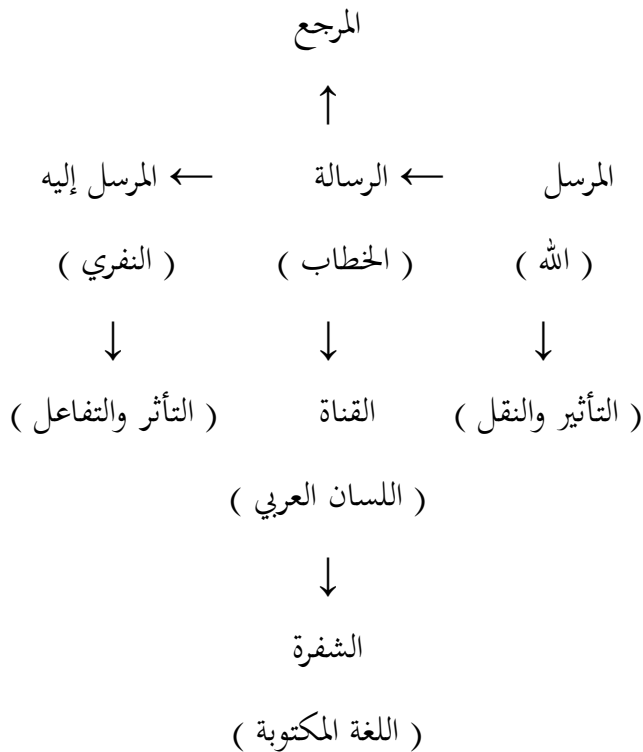 المرجع
↑
المرسل ← الرسالة ← المرسل إليه
( الله ) ( الخطاب ) ( النفري )
↓ ↓ ↓
( التأثير والنقل ) القناة ( التأثر والتفاعل )
( اللسان العربي )
↓
الشفرة
( اللغة المكتوبة )